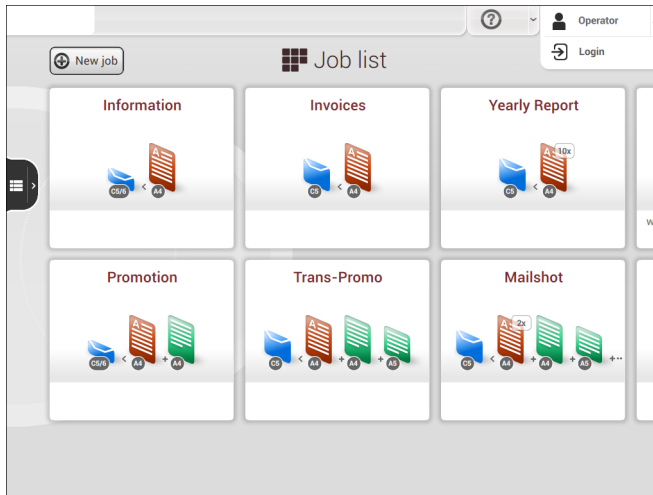 ? Operator
Login
New job
Job list
Information
Invoices
Yearly Report
A
C5/6 < A4
A
C5 < A4
A 10x
C5 < A4
W
Promotion
Trans-Promo
Mailshot
A
C5/6 < A4 + A4
A
C5 < A4 + A4 + A5
A 2x
C5 < A4 + A4 + A5 +··